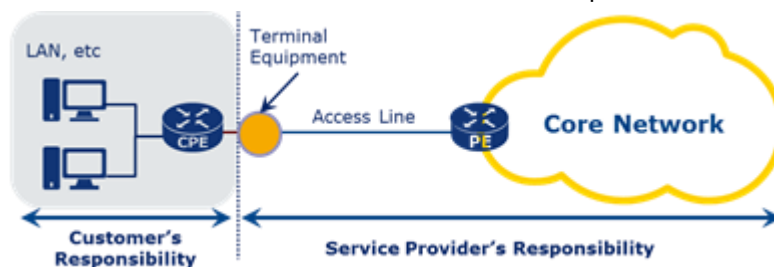 LAN, etc
Terminal
Equipment
CPE
Access Line
PE
Core Network
Customer's
Responsibility
Service Provider's Responsibility